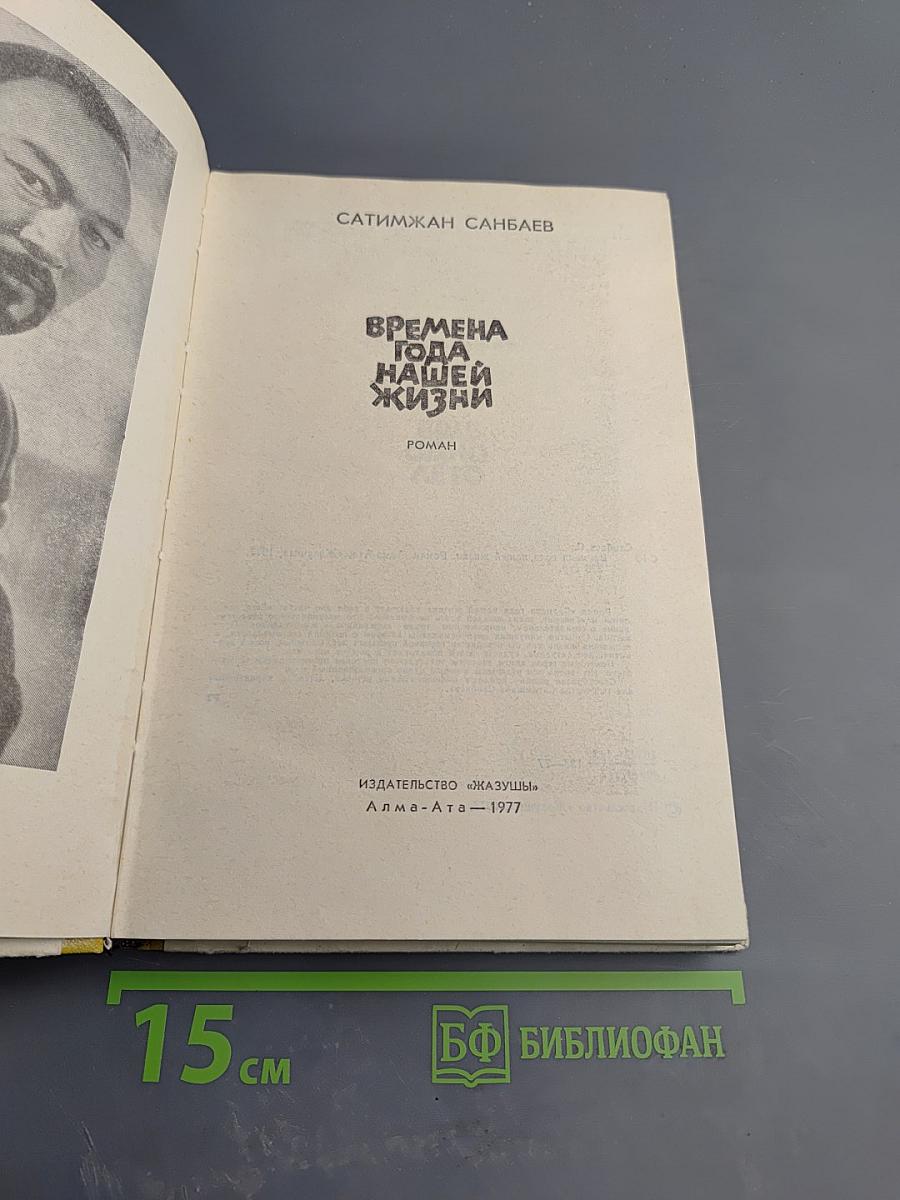 САТИМЖАН САНБАЕВ
ВРЕМЕНА
ГОДА
НАШЕЙ
ЖИЗНИ
РОМАН
ИЗДАТЕЛЬСТВО «ЖАЗУШЫ»
Алма-Ата — 1977
15 см
БФ БИБЛИОФАН